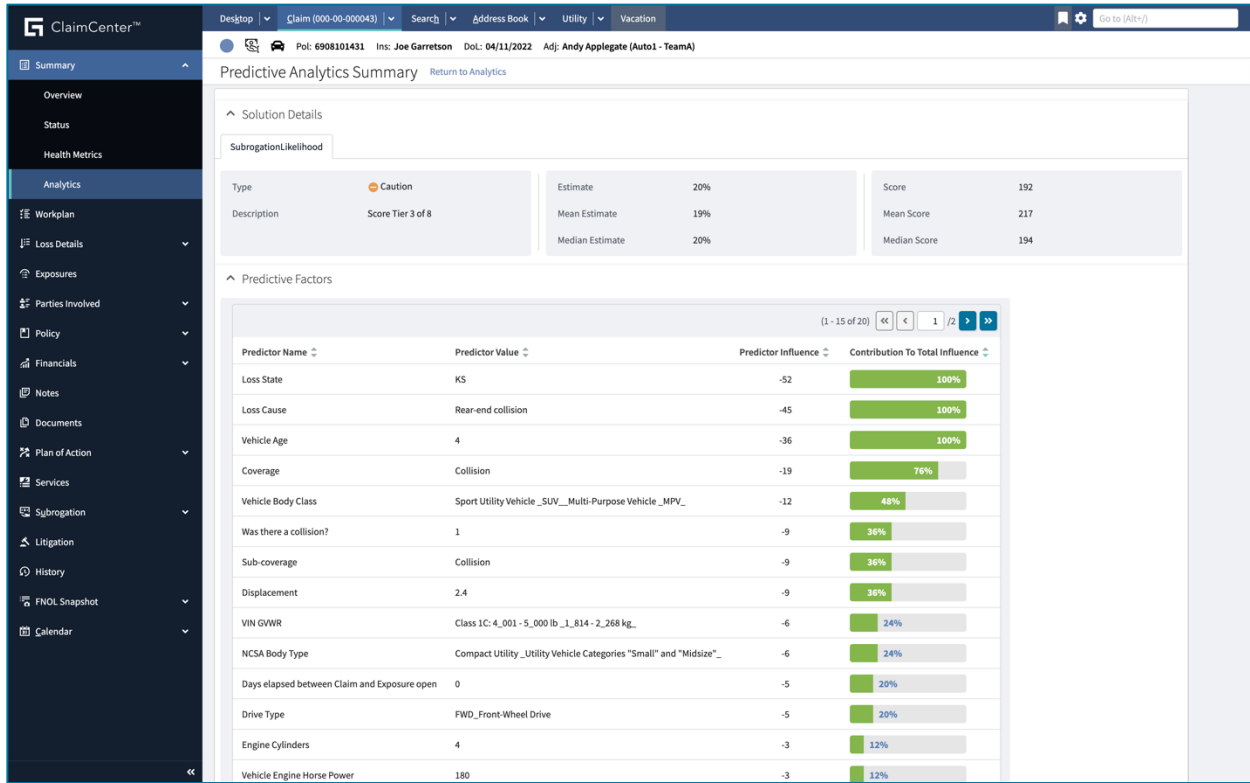 ClaimCenter™
Desktop Claim (000-00-000043) Search Address Book Utility Vacation Go to (Alt+/)
Pol: 6908101431 Ins: Joe Garretson DoL: 04/11/2022 Adj: Andy Applegate (Auto1 - TeamA)
Summary
Overview
Status
Health Metrics
Analytics
Workplan
Loss Details
Exposures
Parties Involved
Policy
Financials
Notes
Documents
Plan of Action
Services
Subrogation
Litigation
History
FNOL Snapshot
Calendar
Predictive Analytics Summary Return to Analytics
Solution Details
SubrogationLikelihood
Type Caution Estimate 20% Score 192
Description Score Tier 3 of 8 Mean Estimate 19% Mean Score 217
Median Estimate 20% Median Score 194
Predictive Factors
(1 - 15 of 20) 1 /2
Predictor Name Predictor Value Predictor Influence Contribution To Total Influence
Loss State KS -52 100%
Loss Cause Rear-end collision -45 100%
Vehicle Age 4 -36 100%
Coverage Collision -19 76%
Vehicle Body Class Sport Utility Vehicle _SUV__Multi-Purpose Vehicle _MPV_ -12 48%
Was there a collision? 1 -9 36%
Sub-coverage Collision -9 36%
Displacement 2.4 -9 36%
VIN GVWR Class 1C: 4_001 - 5_000 lb _1_814 - 2_268 kg_ -6 24%
NCSA Body Type Compact Utility _Utility Vehicle Categories "Small" and "Midsize"_ -6 24%
Days elapsed between Claim and Exposure open 0 -5 20%
Drive Type FWD_Front-Wheel Drive -5 20%
Engine Cylinders 4 -3 12%
Vehicle Engine Horse Power 180 -3 12%